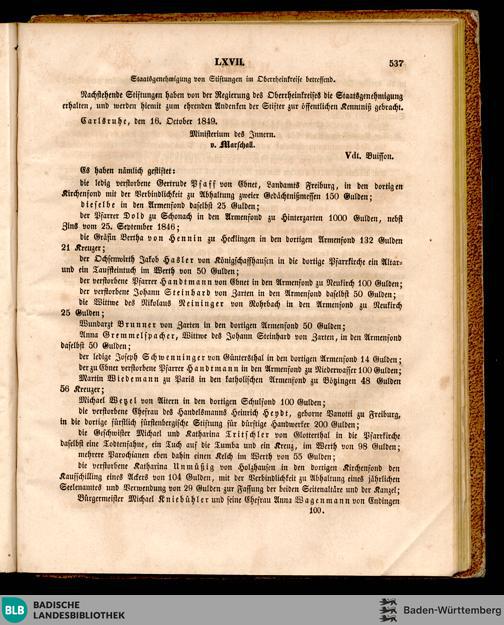 LXVII. 537
Staatsgenehmigung von Stiftungen im Oberrheinkreise betreffend.
Nachstehende Stiftungen haben von der Regierung des Oberrheinkreises die Staatsgenehmigung
erhalten, und werden hiemit zum ehrenden Andenken der Stifter zur öffentlichen Kenntniß gebracht.
Carlsruhe, den 16. October 1849.
Ministerium des Innern.
v. Marschall.
Vdt. Buisson.
Es haben nämlich gestiftet:
die ledig verstorbene Gertrude Pfaff von Ebnet, Landamts Freiburg, in den dortigen
Kirchenfond mit der Verbindlichkeit zu Abhaltung zweier Gedächtnißmessen 150 Gulden;
dieselbe in den Armenfond daselbst 25 Gulden;
der Pfarrer Dold zu Schonach in den Armenfond zu Hintergarten 1000 Gulden, nebst
Zins vom 25. September 1846;
die Gräfin Bertha von Hennin zu Hecklingen in den dortigen Armenfond 132 Gulden
21 Kreuzer;
der Ochsenwirth Jakob Hasler von Königschaffhausen in die dortige Pfarrkirche ein Altar-
und ein Taufsteintuch im Werth von 50 Gulden;
der verstorbene Pfarrer Handtmann von Ebnet in den Armenfond zu Neukirch 100 Gulden;
der verstorbene Johann Steinhard von Zarten in den Armenfond daselbst 50 Gulden;
die Wittwe des Nikolaus Reininger von Rohrbach in den Armenfond zu Neukirch
25 Gulden;
Wundarzt Brunner von Zarten in den dortigen Armenfond 50 Gulden;
Anna Gremmelspacher, Wittwe des Johann Steinhard von Zarten, in den Armenfond
daselbst 50 Gulden;
der ledige Joseph Schwenninger von Güntersthal in den dortigen Armenfond 14 Gulden;
der zu Ebnet verstorbene Pfarrer Handtmann in den Armenfond zu Niederwasser 100 Gulden;
Martin Wiedemann zu Paris in den katholischen Armenfond zu Bötzingen 48 Gulden
56 Kreuzer;
Michael Wetzel von Aitern in den dortigen Schulfond 100 Gulden;
die verstorbene Ehefrau des Handelsmanns Heinrich Heydt, geborne Vanotti zu Freiburg,
in die dortige fürstlich fürstenbergische Stiftung für dürftige Handwerker 200 Gulden;
die Geschwister Michael und Katharina Tritschler von Glotterthal in die Pfarrkirche
daselbst eine Todtensühne, ein Tuch auf die Tumba und ein Kreuz, im Werth von 98 Gulden;
mehrere Parochianen eben dahin einen Kelch im Werth von 55 Gulden;
die verstorbene Katharina Unmüßig von Holzhausen in den dortigen Kirchenfond den
Kaufschilling eines Ackers von 104 Gulden, mit der Verbindlichkeit zu Abhaltung eines jährlichen
Seelenamtes und Verwendung von 29 Gulden zur Fassung der beiden Seitenaltäre und der Kanzel;
Bürgermeister Michael Kniebühler und seine Ehefrau Anna Wagenmann von Endingen
100.
BLB BADISCHE
LANDESBIBLIOTHEK
Baden-Württemberg